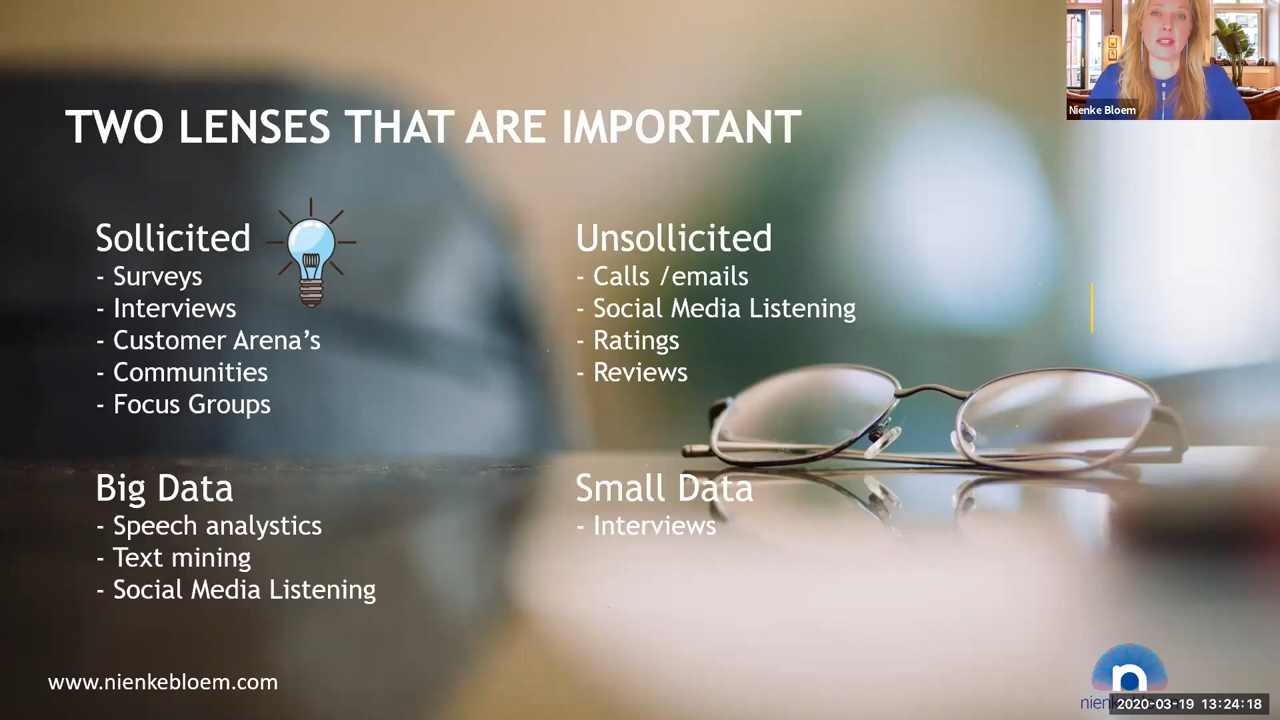 Nienke Bloem
TWO LENSES THAT ARE IMPORTANT
Sollicited
- Surveys
- Interviews
- Customer Arena's
- Communities
- Focus Groups
Unsollicited
- Calls /emails
- Social Media Listening
- Ratings
- Reviews
Big Data
- Speech analystics
- Text mining
- Social Media Listening
Small Data
- Interviews
www.nienkebloem.com
n
2020-03-19 13:24:18